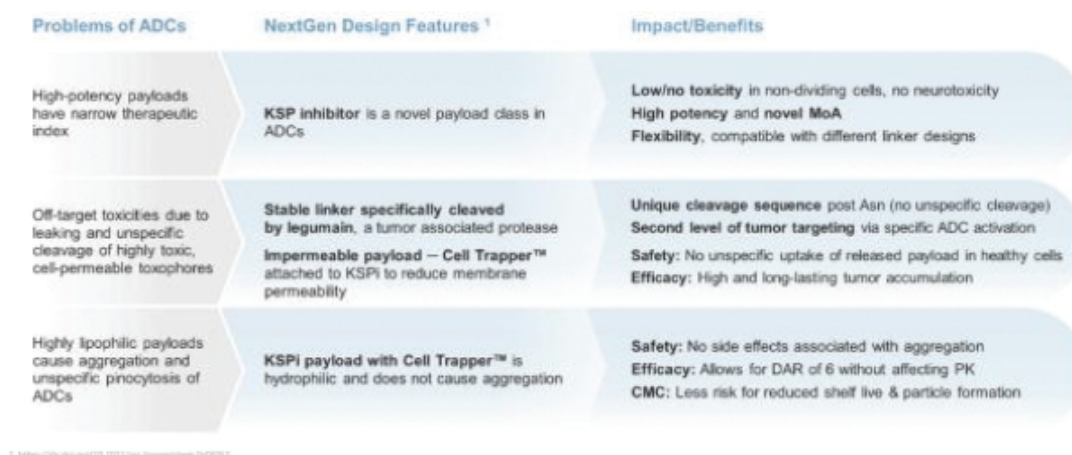 Problems of ADCs
NextGen Design Features 1
Impact/Benefits
High-potency payloads
have narrow therapeutic
index
KSP inhibitor is a novel payload class in
ADCs
Low/no toxicity in non-dividing cells, no neurotoxicity
High potency and novel MoA
Flexibility, compatible with different linker designs
Off-target toxicities due to
leaking and unspecific
cleavage of highly toxic,
cell-permeable toxophores
Stable linker specifically cleaved
by legumain, a tumor associated protease
Impermeable payload – Cell Trapper™
attached to KSPi to reduce membrane
permeability
Unique cleavage sequence post Asn (no unspecific cleavage)
Second level of tumor targeting via specific ADC activation
Safety: No unspecific uptake of released payload in healthy cells
Efficacy: High and long-lasting tumor accumulation
Highly lipophilic payloads
cause aggregation and
unspecific pinocytosis of
ADCs
KSPi payload with Cell Trapper™ is
hydrophilic and does not cause aggregation
Safety: No side effects associated with aggregation
Efficacy: Allows for DAR of 6 without affecting PK
CMC: Less risk for reduced shelf live & particle formation